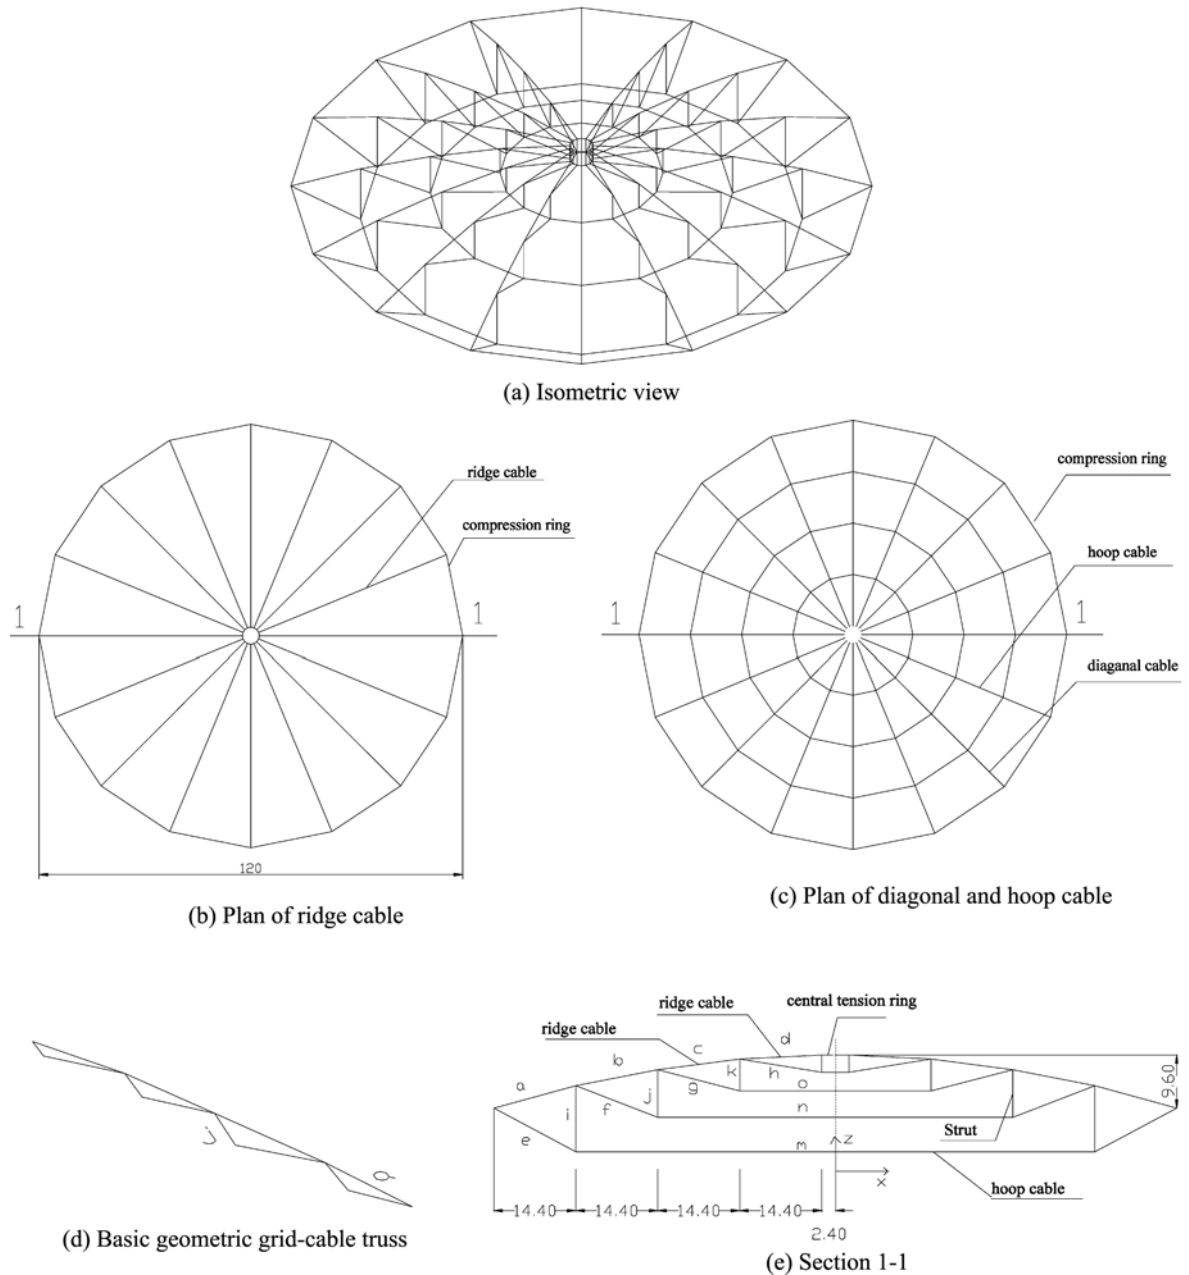 (a) Isometric view
ridge cable
compression ring
1
1
120
(b) Plan of ridge cable
compression ring
hoop cable
1
1
diaganal cable
(c) Plan of diagonal and hoop cable
j
q
(d) Basic geometric grid-cable truss
ridge cable
central tension ring
ridge cable
d
c
b
a
k
h
g
o
j
i
f
n
e
m
z
x
9.60
Strut
hoop cable
14.40
14.40
14.40
14.40
2.40
(e) Section 1-1